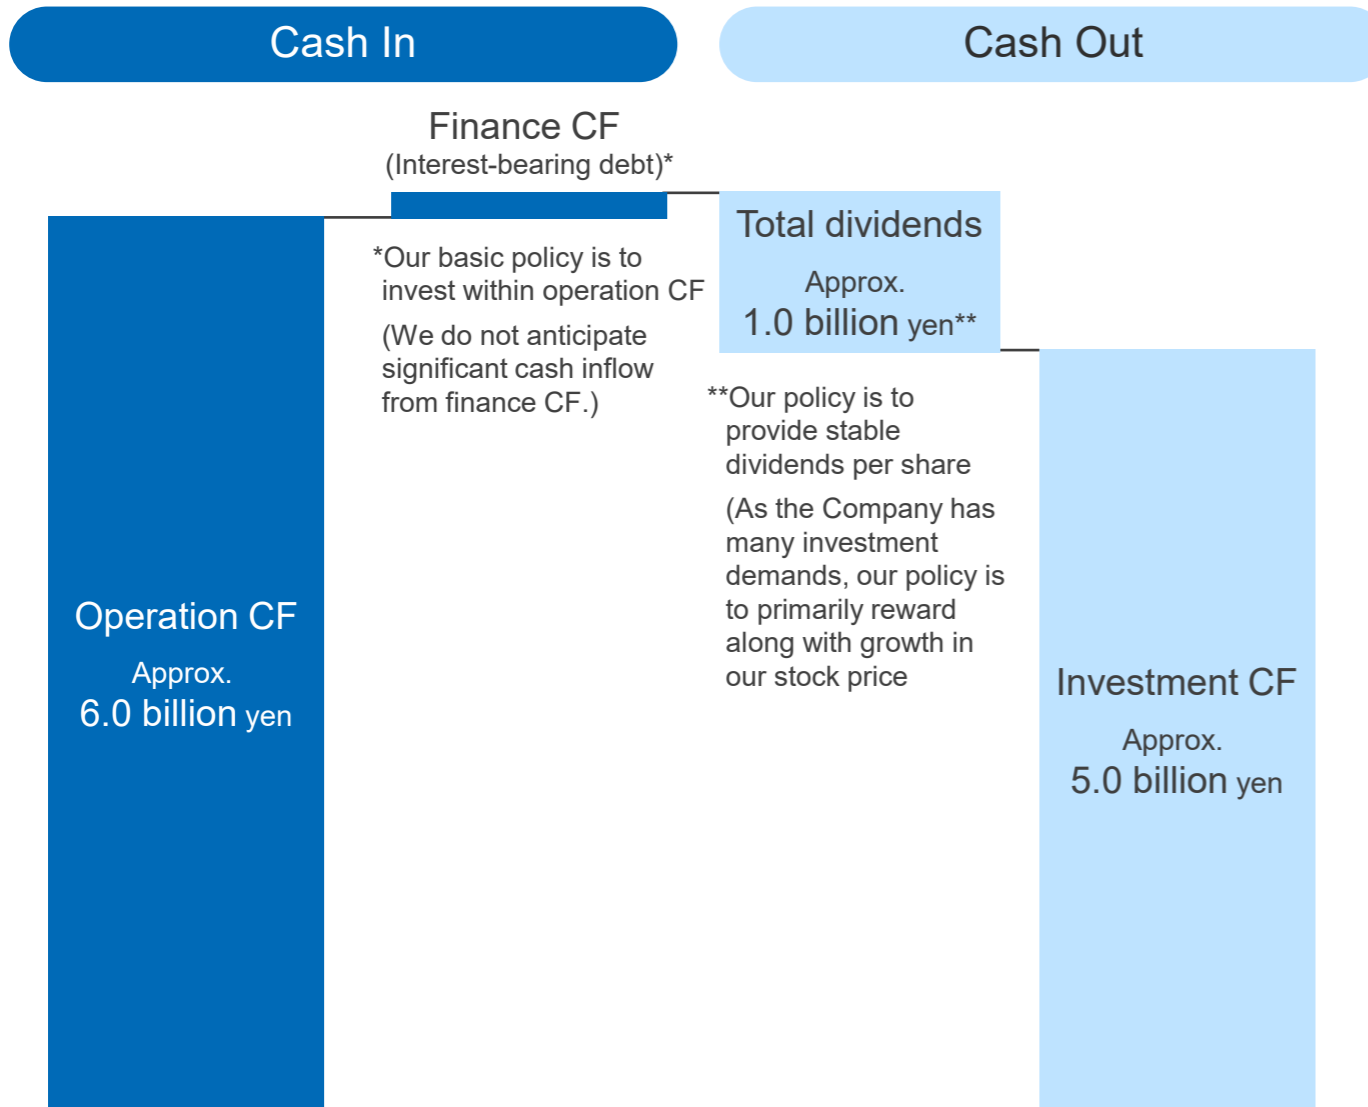 Cash In
Cash Out
Finance CF
(Interest-bearing debt)*
*Our basic policy is to
invest within operation CF
(We do not anticipate
significant cash inflow
from finance CF.)
Total dividends
Approx.
1.0 billion yen**
**Our policy is to
provide stable
dividends per share
(As the Company has
many investment
demands, our policy is
to primarily reward
along with growth in
our stock price
Operation CF
Approx.
6.0 billion yen
Investment CF
Approx.
5.0 billion yen